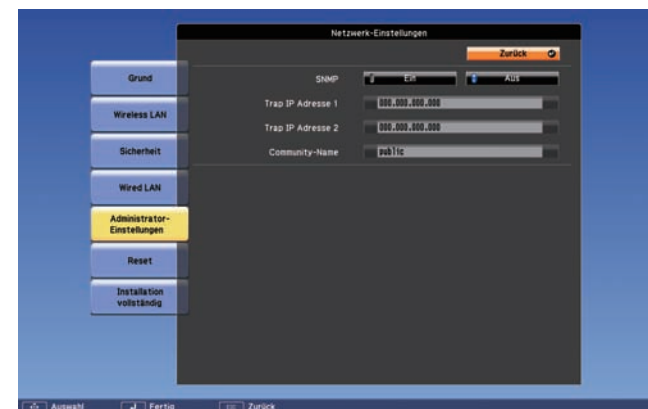 Netzwerk-Einstellungen
Zurück
Grund
Wireless LAN
Sicherheit
Wired LAN
Administrator-
Einstellungen
Reset
Installation
vollständig
SNMP Ein Aus
Trap IP Adresse 1 000.000.000.000
Trap IP Adresse 2 000.000.000.000
Community-Name public
Auswahl Fertig Zurück